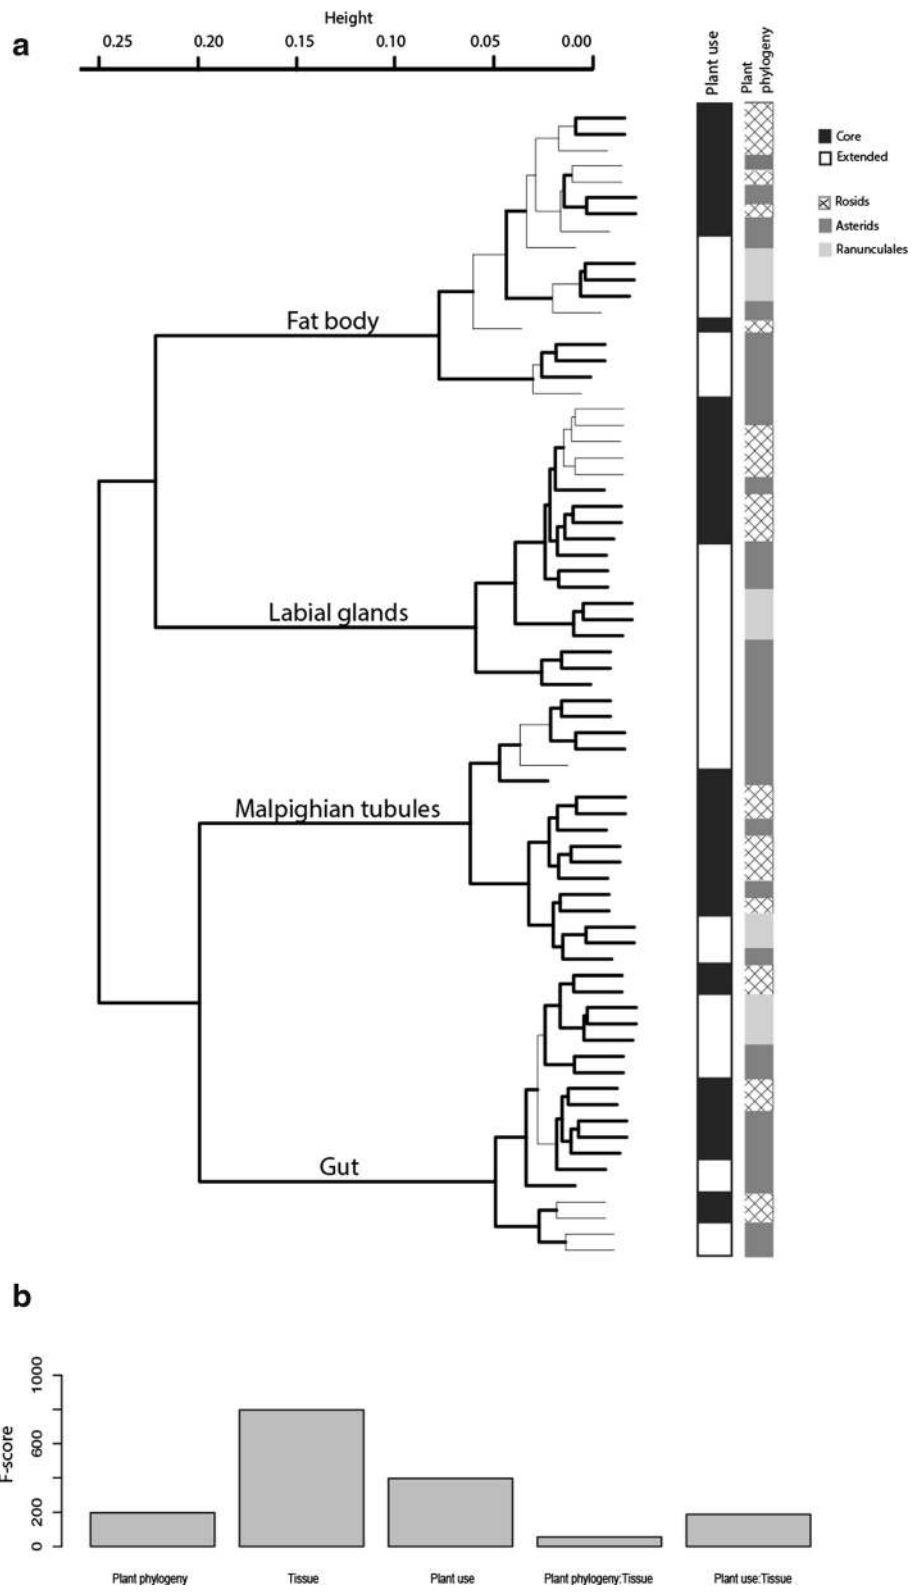 Height
a
0.25 0.20 0.15 0.10 0.05 0.00
Plant use
Plant
phylogeny
Core
Extended
Rosids
Asterids
Ranunculales
Fat body
Labial glands
Malpighian tubules
Gut
b
F-score
1000
600
200
0
Plant phylogeny Tissue Plant use Plant phylogeny:Tissue Plant use:Tissue